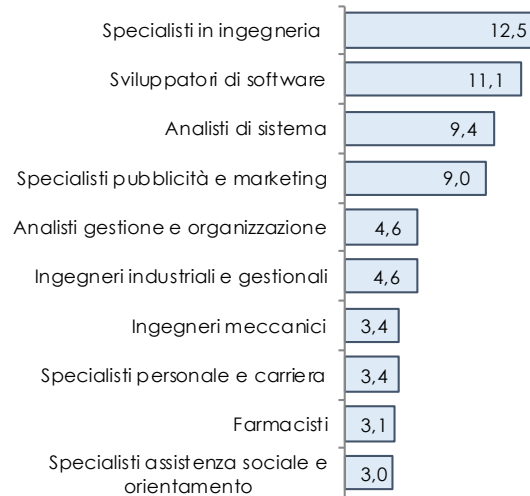 Specialisti in ingegneria 12,5
Sviluppatori di software 11,1
Analisti di sistema 9,4
Specialisti pubblicità e marketing 9,0
Analisti gestione e organizzazione 4,6
Ingegneri industriali e gestionali 4,6
Ingegneri meccanici 3,4
Specialisti personale e carriera 3,4
Farmacisti 3,1
Specialisti assistenza sociale e
orientamento 3,0